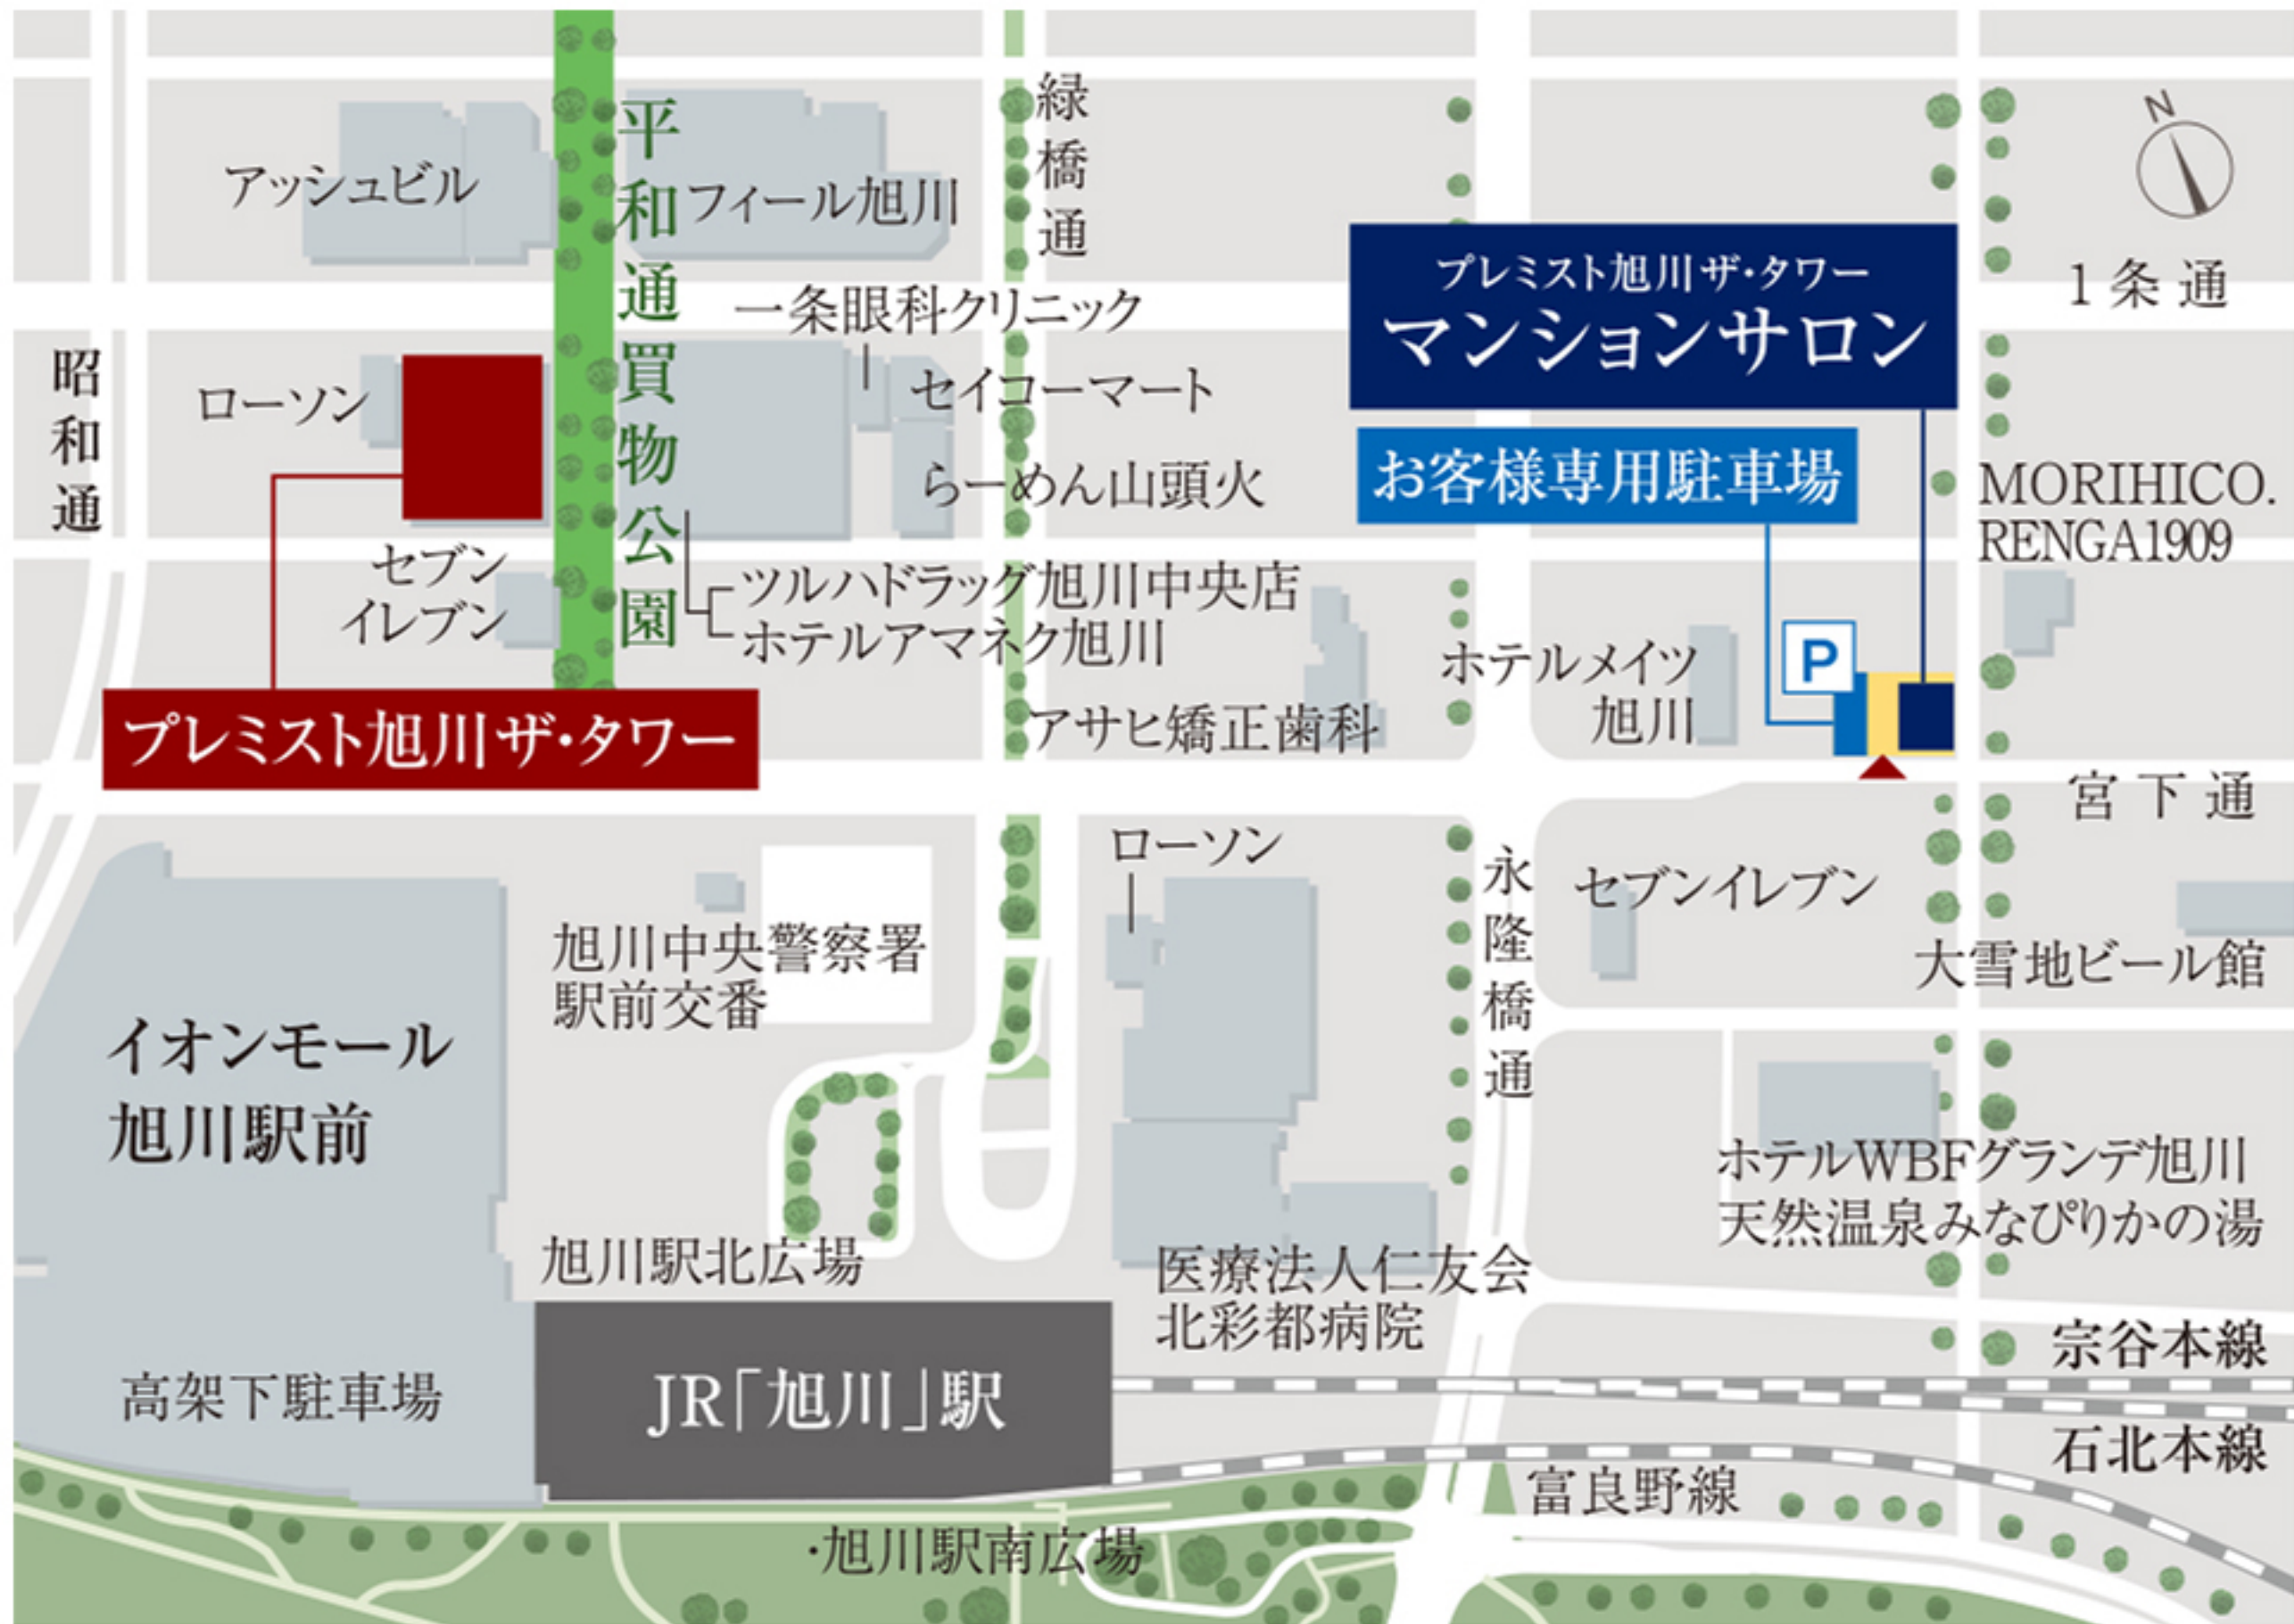 平和通買物公園
緑橋通
N
アッシュビル
フィール旭川
1条通
プレミスト旭川ザ・タワー
マンションサロン
一条眼科クリニック
昭和通
ローソン
セイコーマート
お客様専用駐車場
らーめん山頭火
MORIHICO.
RENGA1909
セブン
イレブン
ツルハドラッグ旭川中央店
ホテルアマネク旭川
ホテルメイツ
旭川
P
プレミスト旭川ザ・タワー
アサヒ矯正歯科
宮下通
ローソン
永隆橋通
セブンイレブン
旭川中央警察署
駅前交番
大雪地ビール館
イオンモール
旭川駅前
ホテルWBFグランデ旭川
天然温泉みなぴりかの湯
旭川駅北広場
医療法人仁友会
北彩都病院
宗谷本線
高架下駐車場
JR「旭川」駅
石北本線
富良野線
・旭川駅南広場